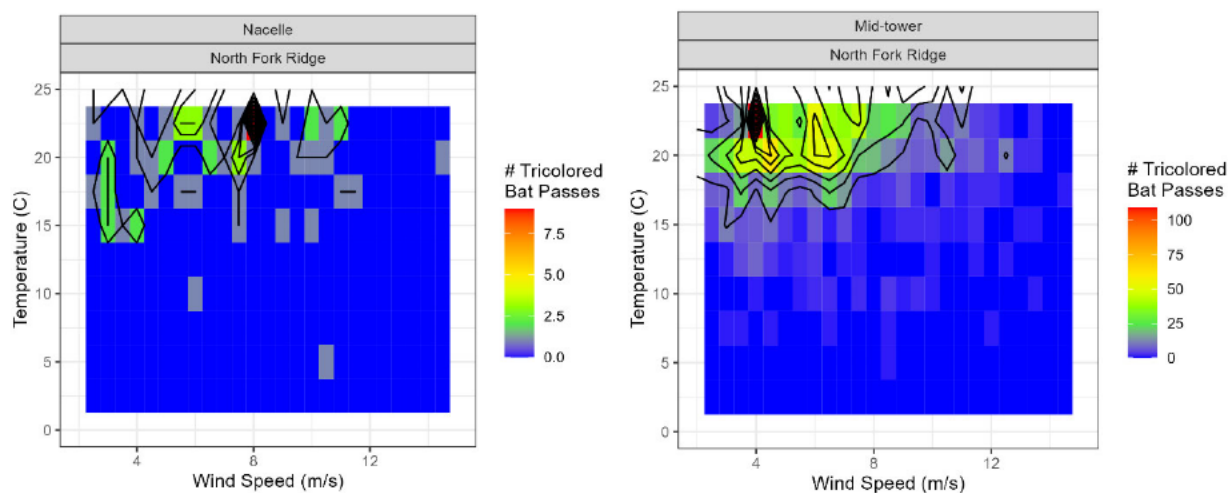 Nacelle
North Fork Ridge
Temperature (C)
25
20
15
10
5
0
4
8
12
Wind Speed (m/s)
# Tricolored
Bat Passes
7.5
5.0
2.5
0.0
Mid-tower
North Fork Ridge
Temperature (C)
25
20
15
10
5
0
4
8
12
Wind Speed (m/s)
# Tricolored
Bat Passes
100
75
50
25
0